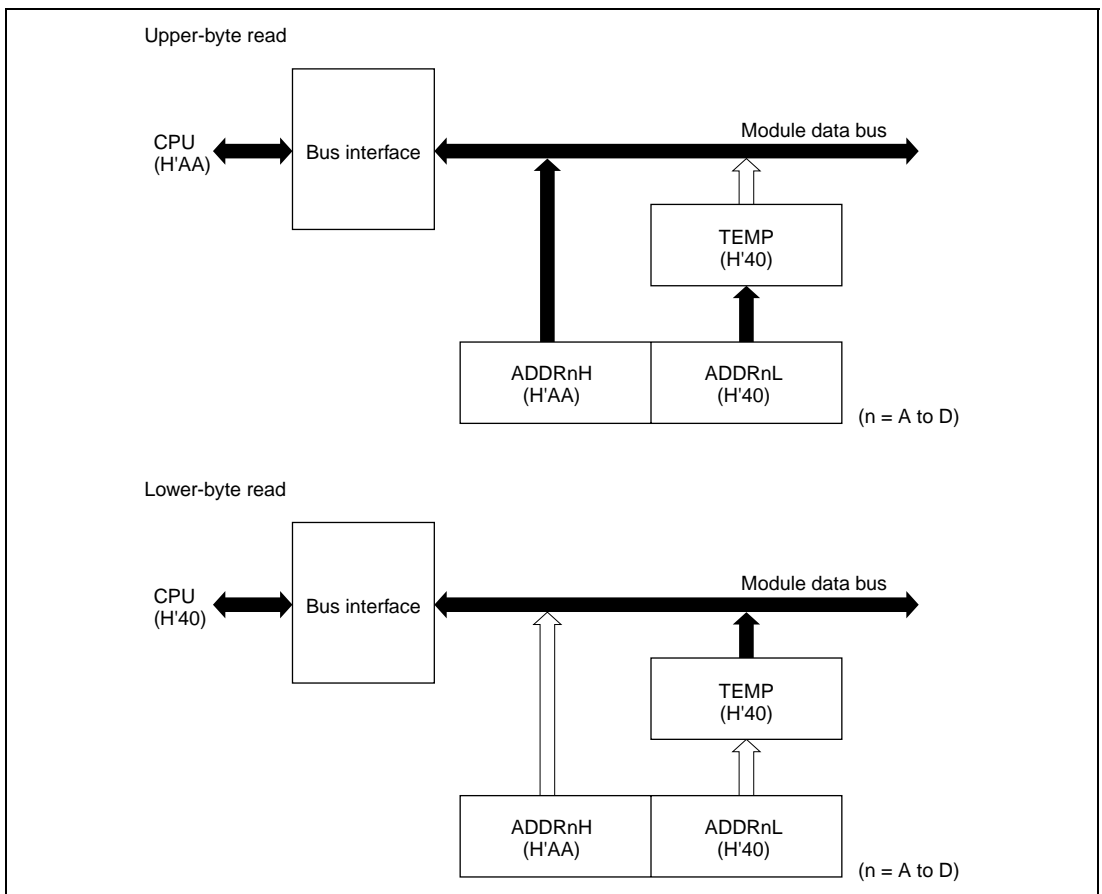 Upper-byte read
CPU
(H'AA)
Bus interface
Module data bus
TEMP
(H'40)
ADDRnH
(H'AA)
ADDRnL
(H'40)
(n = A to D)
Lower-byte read
CPU
(H'40)
Bus interface
Module data bus
TEMP
(H'40)
ADDRnH
(H'AA)
ADDRnL
(H'40)
(n = A to D)